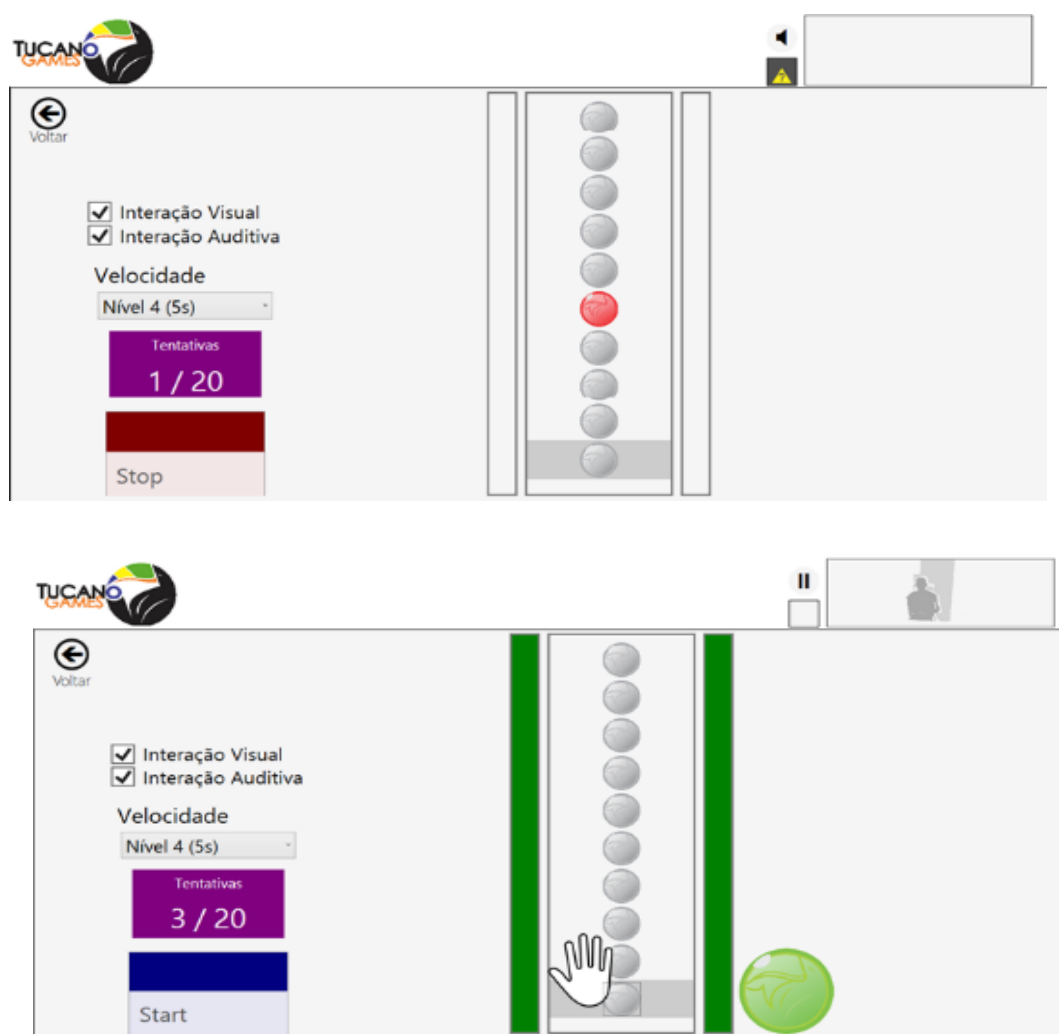 TUCANO
GAMES
Voltar
Interação Visual
Interação Auditiva
Velocidade
Nível 4 (5s)
Tentativas
1 / 20
Stop
TUCANO
GAMES
Voltar
Interação Visual
Interação Auditiva
Velocidade
Nível 4 (5s)
Tentativas
3 / 20
Start